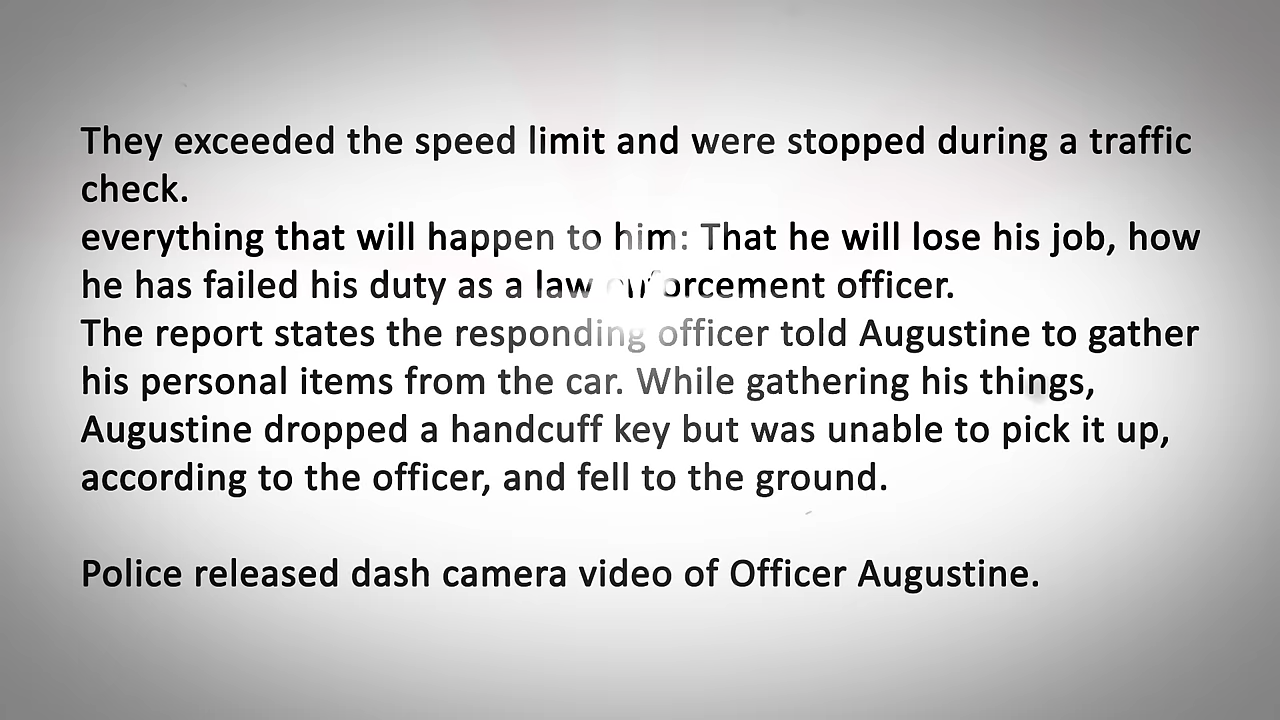 They exceeded the speed limit and were stopped during a traffic
check.
everything that will happen to him: That he will lose his job, how
he has failed his duty as a law enforcement officer.
The report states the responding officer told Augustine to gather
his personal items from the car. While gathering his things,
Augustine dropped a handcuff key but was unable to pick it up,
according to the officer, and fell to the ground.
Police released dash camera video of Officer Augustine.